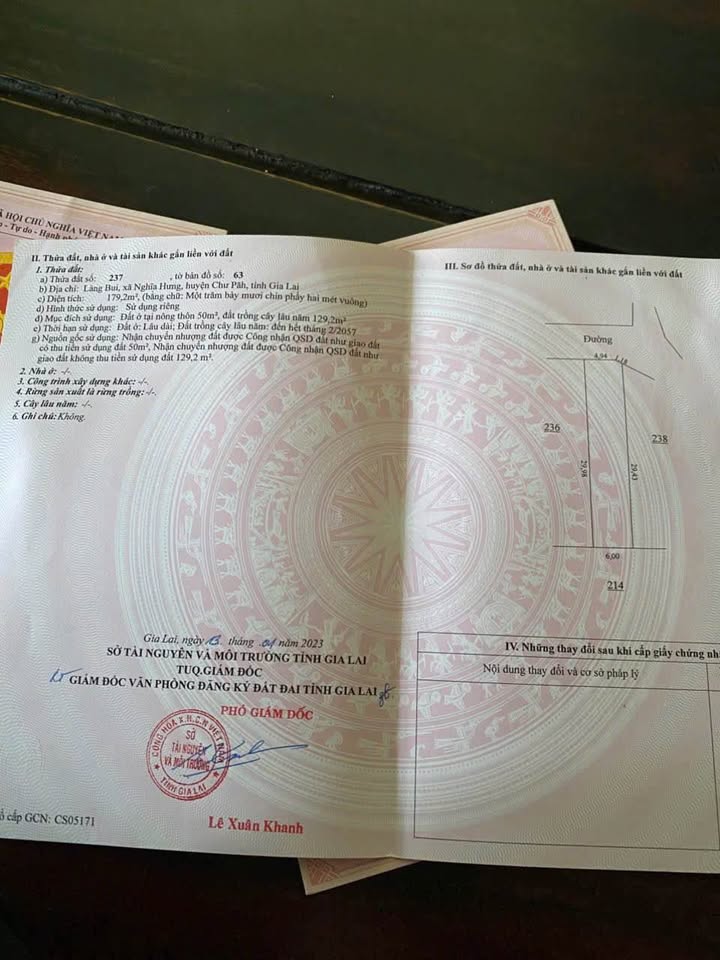 Ã HỘI CHỦ NGHĨA VIỆT NAM
- Tự do - Hạnh
II. Thửa đất, nhà ở và tài sản khác gắn liền với đất
1. Thửa đất:
a) Thửa đất số: 237 , tờ bản đồ số: 63
b) Địa chỉ: Làng Bui, xã Nghĩa Hưng, huyện Chư Păh, tỉnh Gia Lai
c) Diện tích: 179,2m², (bằng chữ: Một trăm bảy mươi chín phẩy hai mét vuông)
d) Hình thức sử dụng: Sử dụng riêng
đ) Mục đích sử dụng: Đất ở tại nông thôn 50m², đất trồng cây lâu năm 129,2m²
e) Thời hạn sử dụng: Đất ở: Lâu dài; Đất trồng cây lâu năm: đến hết tháng 2/2057
g) Nguồn gốc sử dụng: Nhận chuyển nhượng đất được Công nhận QSD đất như giao đất
có thu tiền sử dụng đất 50m², Nhận chuyển nhượng đất được Công nhận QSD đất như
giao đất không thu tiền sử dụng đất 129,2 m².
2. Nhà ở: -/-.
3. Công trình xây dựng khác: -/-.
4. Rừng sản xuất là rừng trồng: -/-.
5. Cây lâu năm: -/-.
6. Ghi chú: Không.
Gia Lai, ngày 13 tháng 01 năm 2023
SỞ TÀI NGUYÊN VÀ MÔI TRƯỜNG TỈNH GIA LAI
TUQ.GIÁM ĐỐC
GIÁM ĐỐC VĂN PHÒNG ĐĂNG KÝ ĐẤT ĐAI TỈNH GIA LAI
PHÓ GIÁM ĐỐC
CỘNG HÒA X.H.C.N VIỆT NAM
SỞ
TÀI NGUYÊN
VÀ MÔI TRƯỜNG
TỈNH GIA LAI
Lê Xuân Khanh
ổ cấp GCN: CS05171
III. Sơ đồ thửa đất, nhà ở và tài sản khác gắn liền với đất
Đường
4,94
1,18
236
238
29,98
29,43
6,00
214
IV. Những thay đổi sau khi cấp giấy chứng nh
Nội dung thay đổi và cơ sở pháp lý